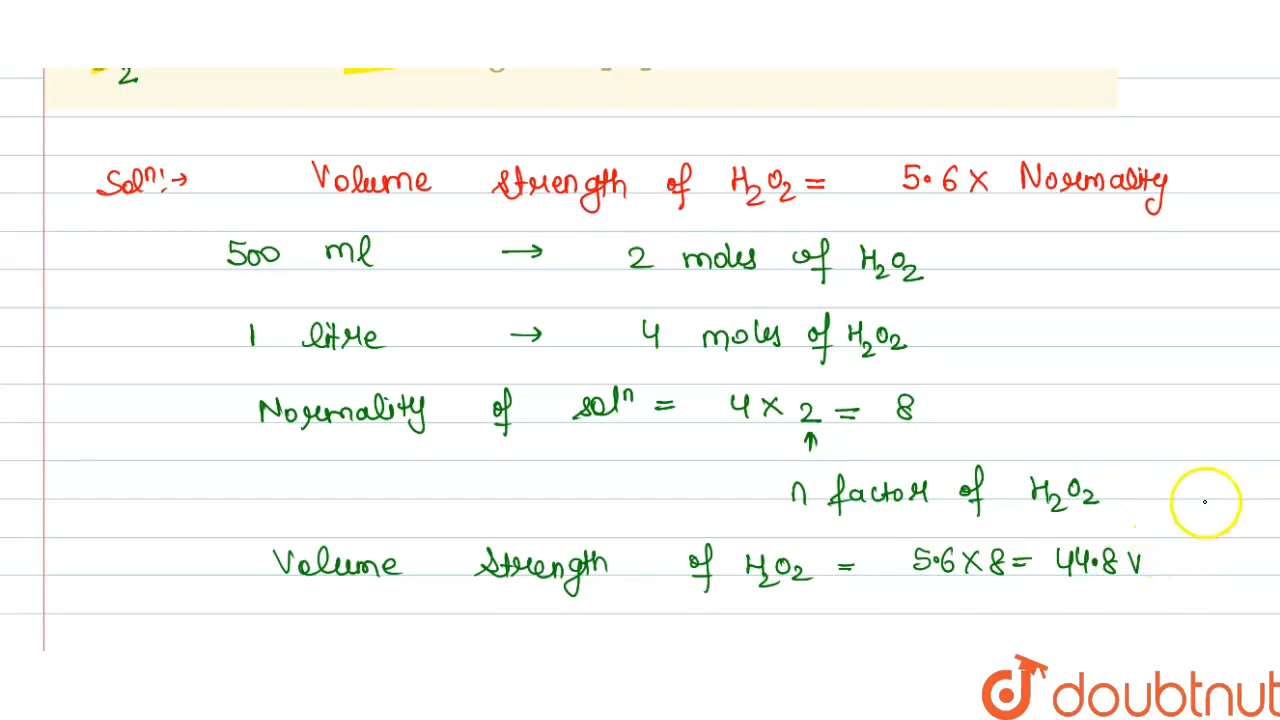 2
Solⁿ:→ Volume strength of H₂O₂ = 5.6 × Normality
500 ml → 2 moles of H₂O₂
1 litre → 4 moles of H₂O₂
Normality of solⁿ = 4 × 2 = 8
↑
n factor of H₂O₂
Volume strength of H₂O₂ = 5.6 × 8 = 44.8 V
doubtnut